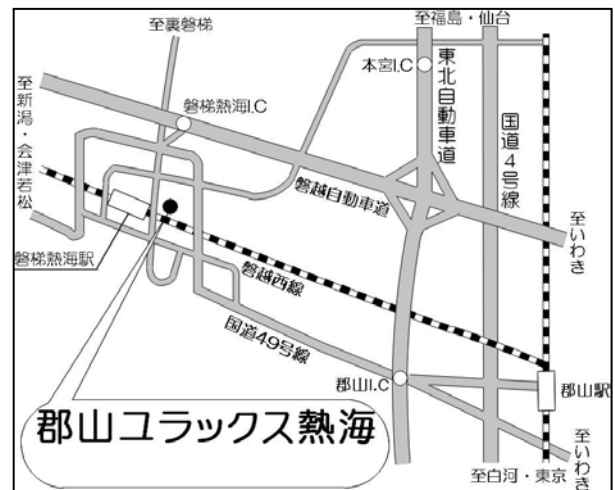 至福島・仙台
至裏磐梯
本宮I.C
東北自動車道
国道4号線
至新潟・会津若松
磐梯熱海I.C
磐越自動車道
至いわき
磐梯熱海駅
磐越西線
国道49号線
郡山I.C
郡山駅
郡山ユラックス熱海
至いわき
至白河・東京